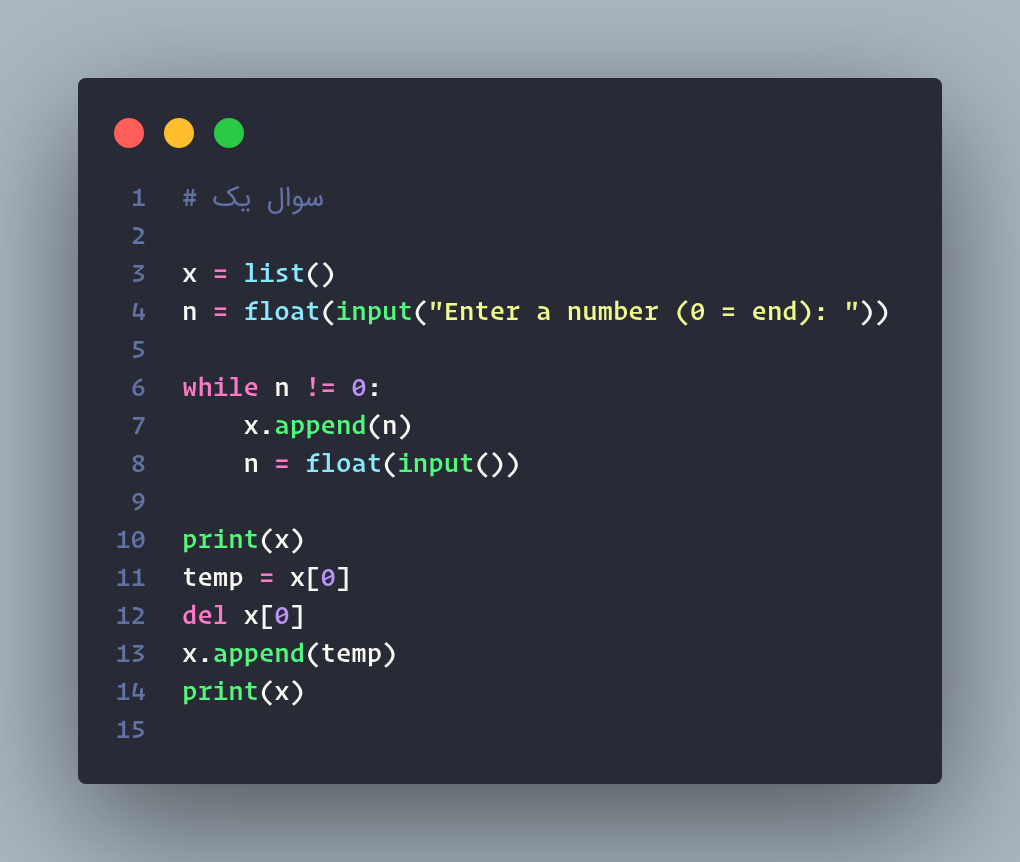 1 # سوال یک
2
3 x = list()
4 n = float(input("Enter a number (0 = end): "))
5
6 while n != 0:
7     x.append(n)
8     n = float(input())
9
10 print(x)
11 temp = x[0]
12 del x[0]
13 x.append(temp)
14 print(x)
15